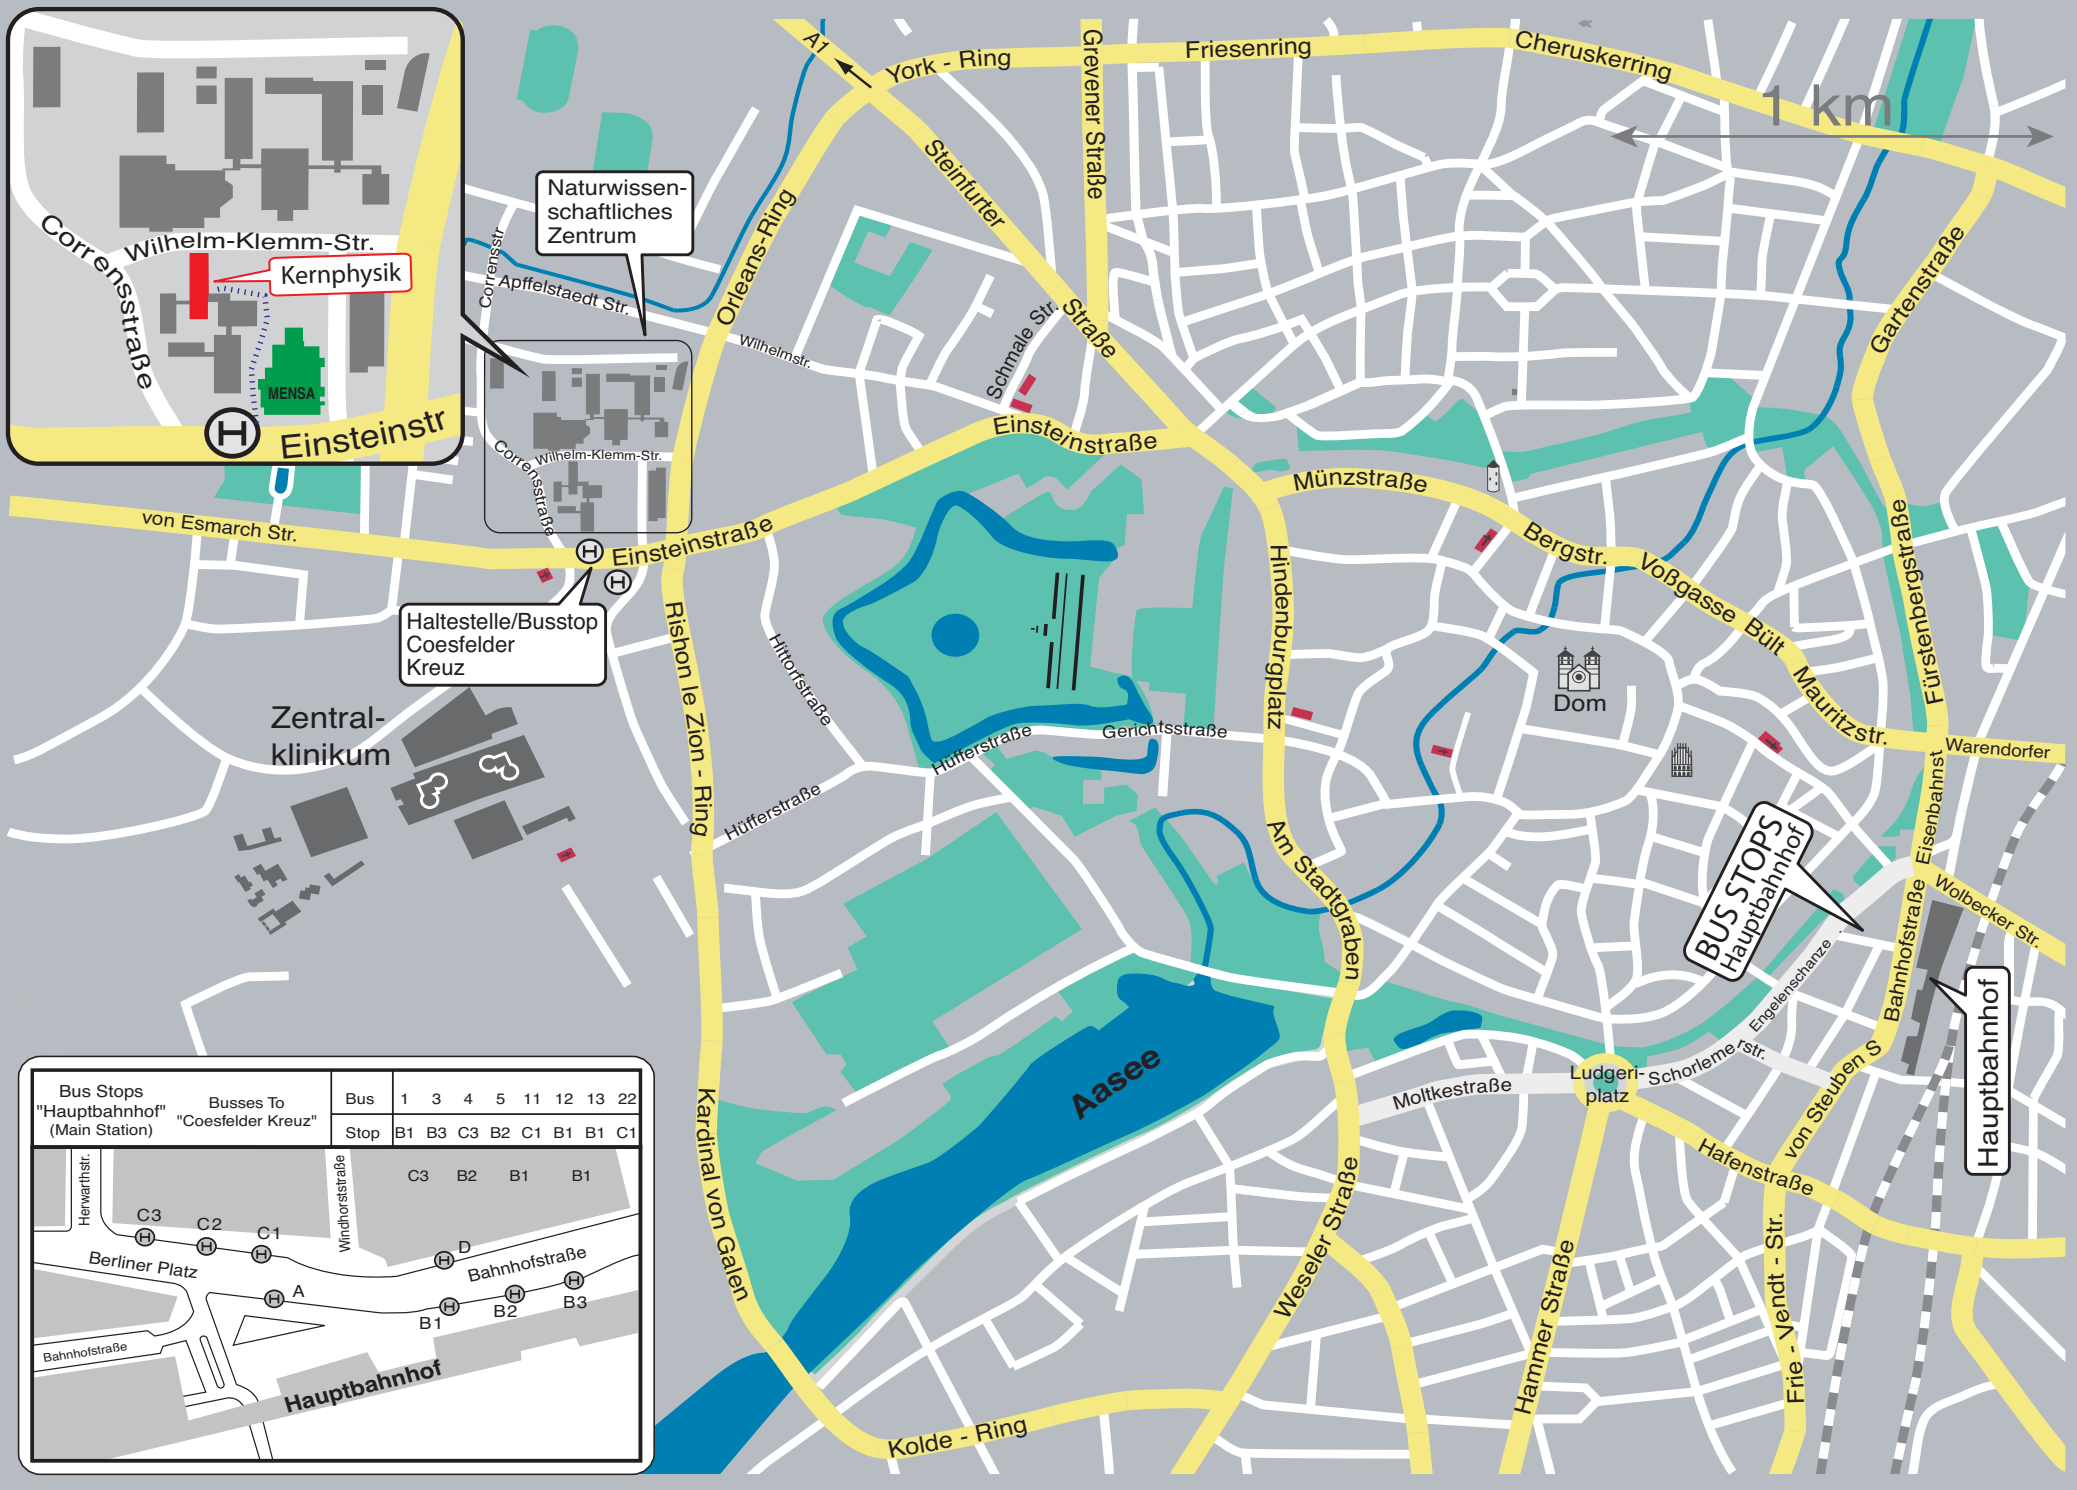 Correnssstraße
Wilhelm-Klemm-Str.
Kernphysik
MENSA
H
Einsteinstr
A1
York - Ring
Grevener Straße
Friesenring
Cheruskerring
1 km
Steinfurter
Straße
Orleans-Ring
Naturwissen-
schaftliches
Zentrum
Corrensstr
Apffelstaedt Str.
Wilhelmstr.
Schmale Str.
Gartenstraße
Einsteinstraße
Münzstraße
Bergstr.
Voßgasse
Bült
Mauritzstr.
Fürstenbergstraße
Warendorfer
Corrensstraße
Wilhelm-Klemm-Str.
von Esmarch Str.
H
H
Einsteinstraße
Haltestelle/Busstop
Coesfelder
Kreuz
Rishon le Zion - Ring
Hittorfstraße
Hindenburgplatz
Dom
Zentral-
klinikum
Hüfferstraße
Hüfferstraße
Gerichtsstraße
Am Stadtgraben
BUS STOPS
Hauptbahnhof
Eisenbahnst
Wolbecker Str.
Bahnhofstraße
Engelenschanze
Hauptbahnhof
Aasee
Moltkestraße
Ludgeri-
platz
Schorlemerstr.
von Steuben S
Hafenstraße
Kardinal von Galen
Weseler Straße
Hammer Straße
Frie - Vendt - Str.
Kolde - Ring
Bus Stops
"Hauptbahnhof"
(Main Station)
Busses To
"Coesfelder Kreuz"
Bus 1 3 4 5 11 12 13 22
Stop B1 B3 C3 B2 C1 B1 B1 C1
Herwarthstr.
Windhorststraße
C3 B2 B1 B1
C3
H
C2
H
C1
H
D
H
Berliner Platz
Bahnhofstraße
A
H
B1
H
B2
H
B3
H
Bahnhofstraße
Hauptbahnhof